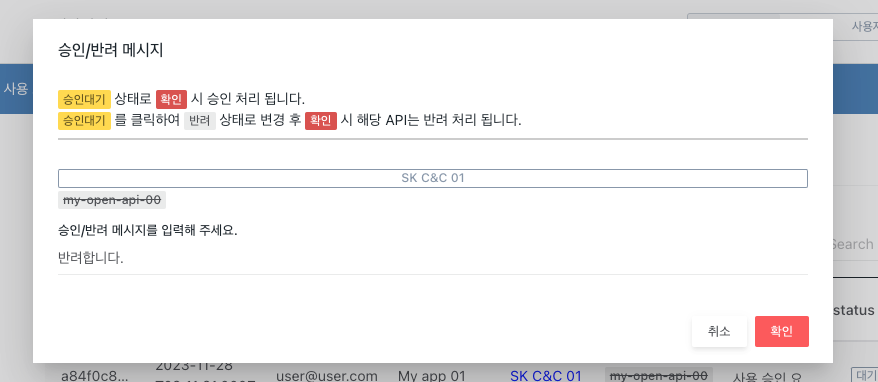 사용
승인/반려 메시지
승인대기 상태로 확인 시 승인 처리 됩니다.
승인대기 를 클릭하여 반려 상태로 변경 후 확인 시 해당 API는 반려 처리 됩니다.
SK C&C 01
my-open-api-00
승인/반려 메시지를 입력해 주세요.
반려합니다.
Search
취소 확인
status
2023-11-28
a84f0c8... user@user.com My app 01 SK C&C 01 my-open-api-00 사용 승인 요 대기